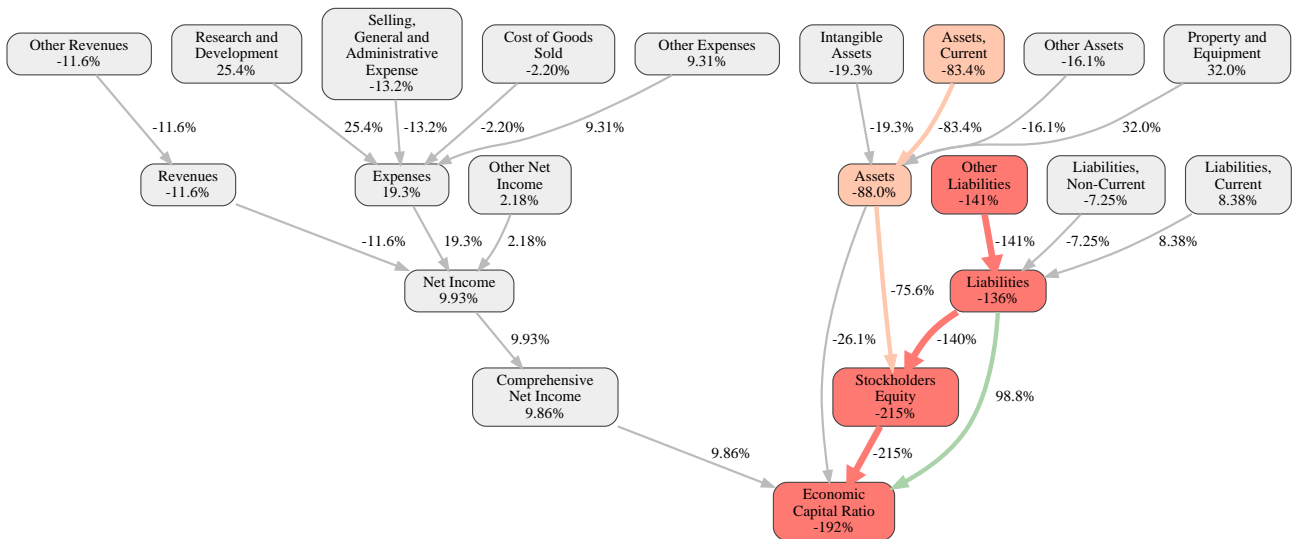 Other Revenues
-11.6%
Research and
Development
25.4%
Selling,
General and
Administrative
Expense
-13.2%
Cost of Goods
Sold
-2.20%
Other Expenses
9.31%
Intangible
Assets
-19.3%
Assets,
Current
-83.4%
Other Assets
-16.1%
Property and
Equipment
32.0%
-11.6%
25.4%
-13.2%
-2.20%
9.31%
-19.3%
-83.4%
-16.1%
32.0%
Revenues
-11.6%
Expenses
19.3%
Other Net
Income
2.18%
Assets
-88.0%
Other
Liabilities
-141%
Liabilities,
Non-Current
-7.25%
Liabilities,
Current
8.38%
-11.6%
19.3%
2.18%
-141%
-7.25%
8.38%
Net Income
9.93%
-75.6%
Liabilities
-136%
9.93%
-26.1%
-140%
Comprehensive
Net Income
9.86%
Stockholders
Equity
-215%
98.8%
9.86%
-215%
Economic
Capital Ratio
-192%